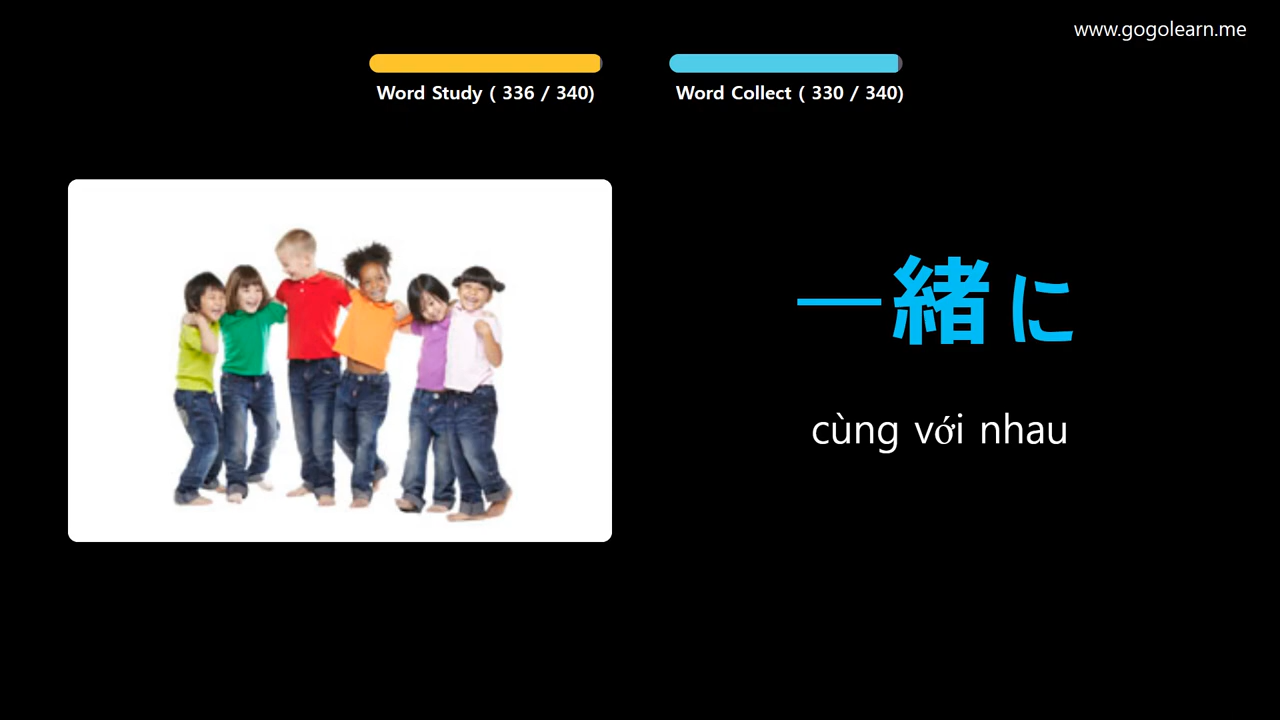 www.gogolearn.me
Word Study ( 336 / 340)
Word Collect ( 330 / 340)
一緒に
cùng với nhau